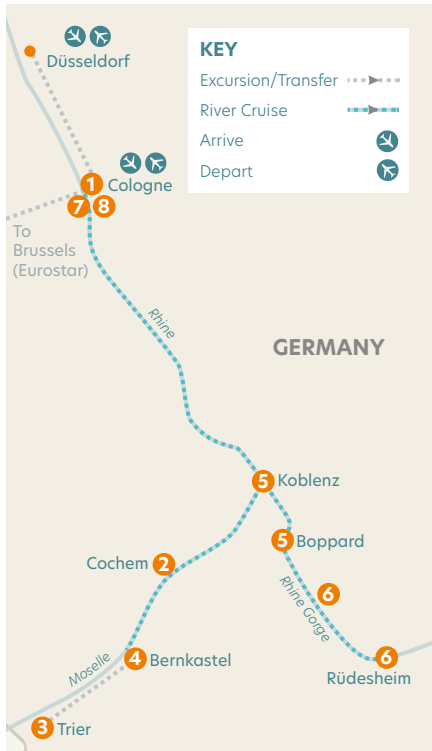 Düsseldorf
KEY
Excursion/Transfer
River Cruise
Arrive
Depart
1
Cologne
7 8
To
Brussels
(Eurostar)
Rhine
GERMANY
5 Koblenz
5 Boppard
Cochem 2
6
Rhine Gorge
Moselle
4 Bernkastel
6
Rüdesheim
3 Trier